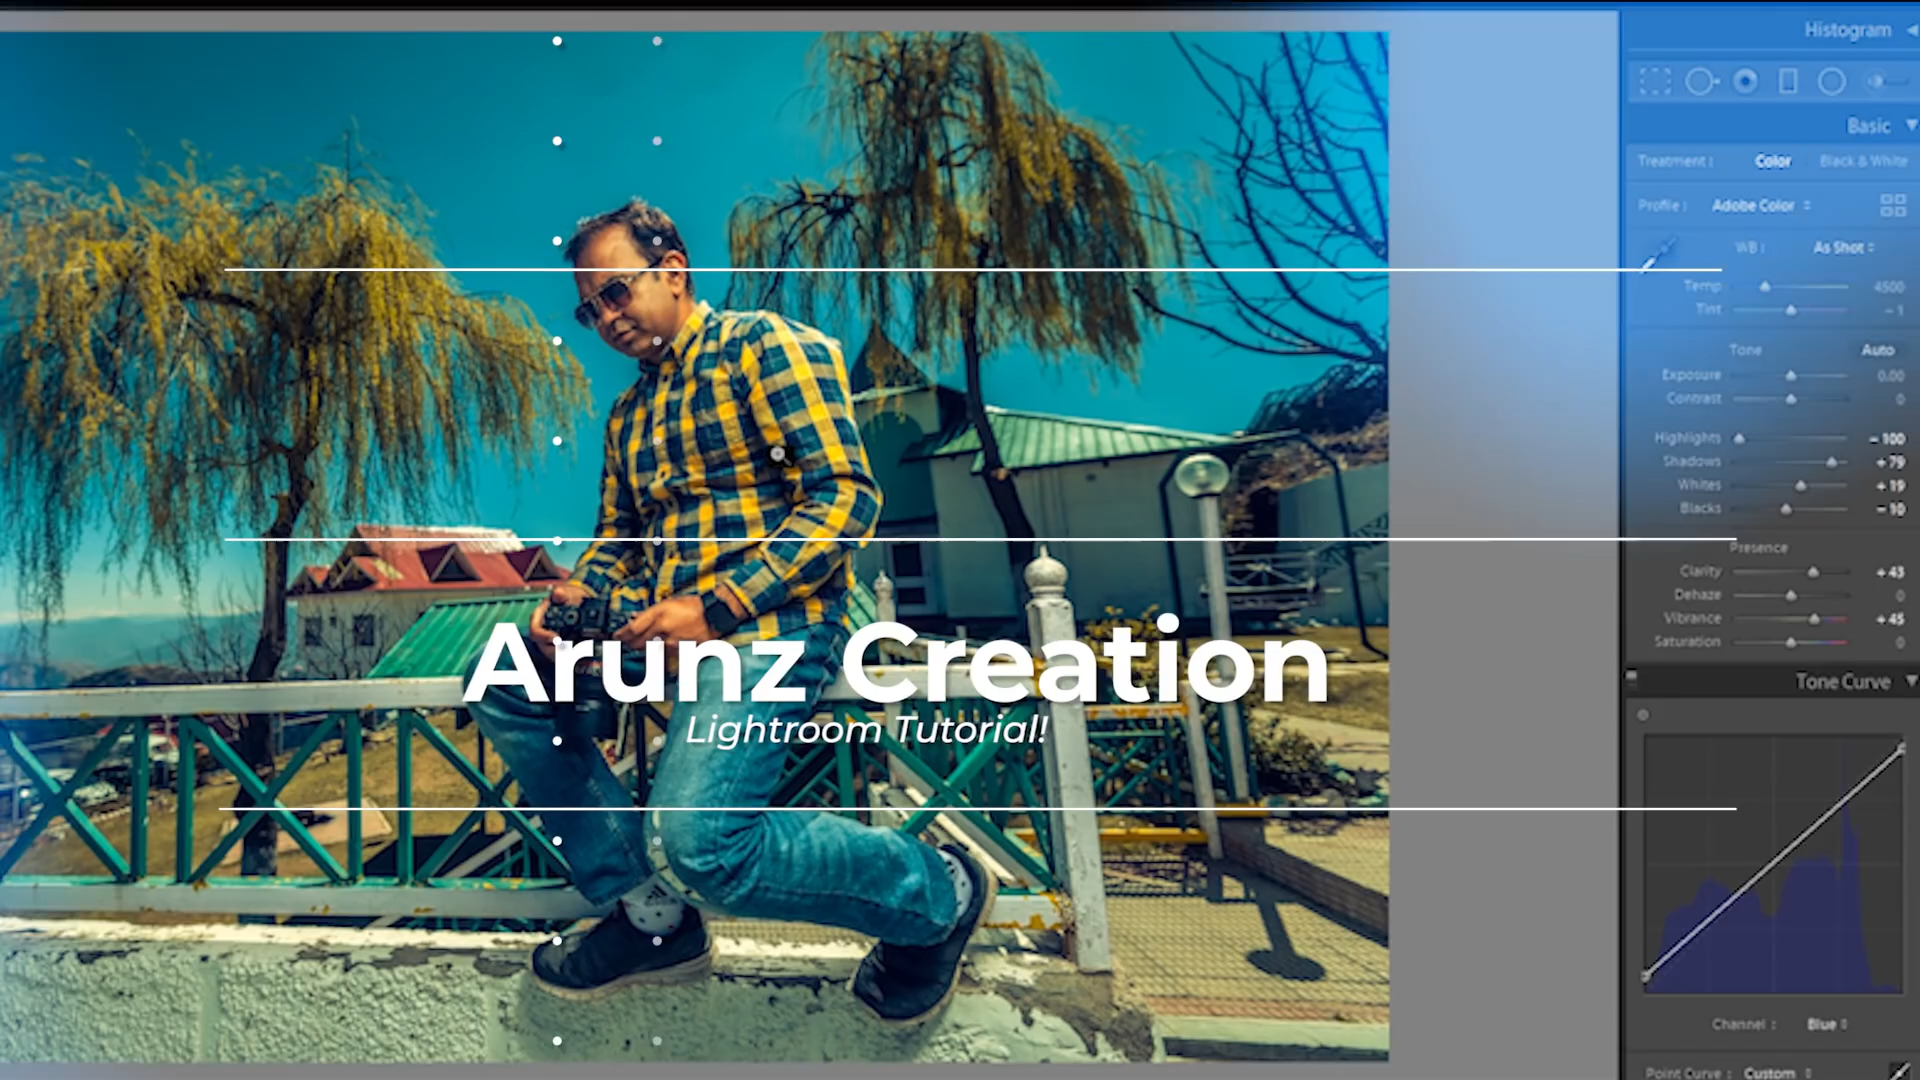 Histogram
Basic
Treatment : Color Black & White
Profile : Adobe Color
WB : As Shot
Temp 4500
Tint – 1
Tone Auto
Exposure 0.00
Contrast 0
Highlights – 100
Shadows + 79
Whites + 19
Blacks – 10
Presence
Clarity + 43
Dehaze 0
Vibrance + 45
Saturation 0
Arunz Creation
Lightroom Tutorial!
Tone Curve
Channel : Blue
Point Curve : Custom